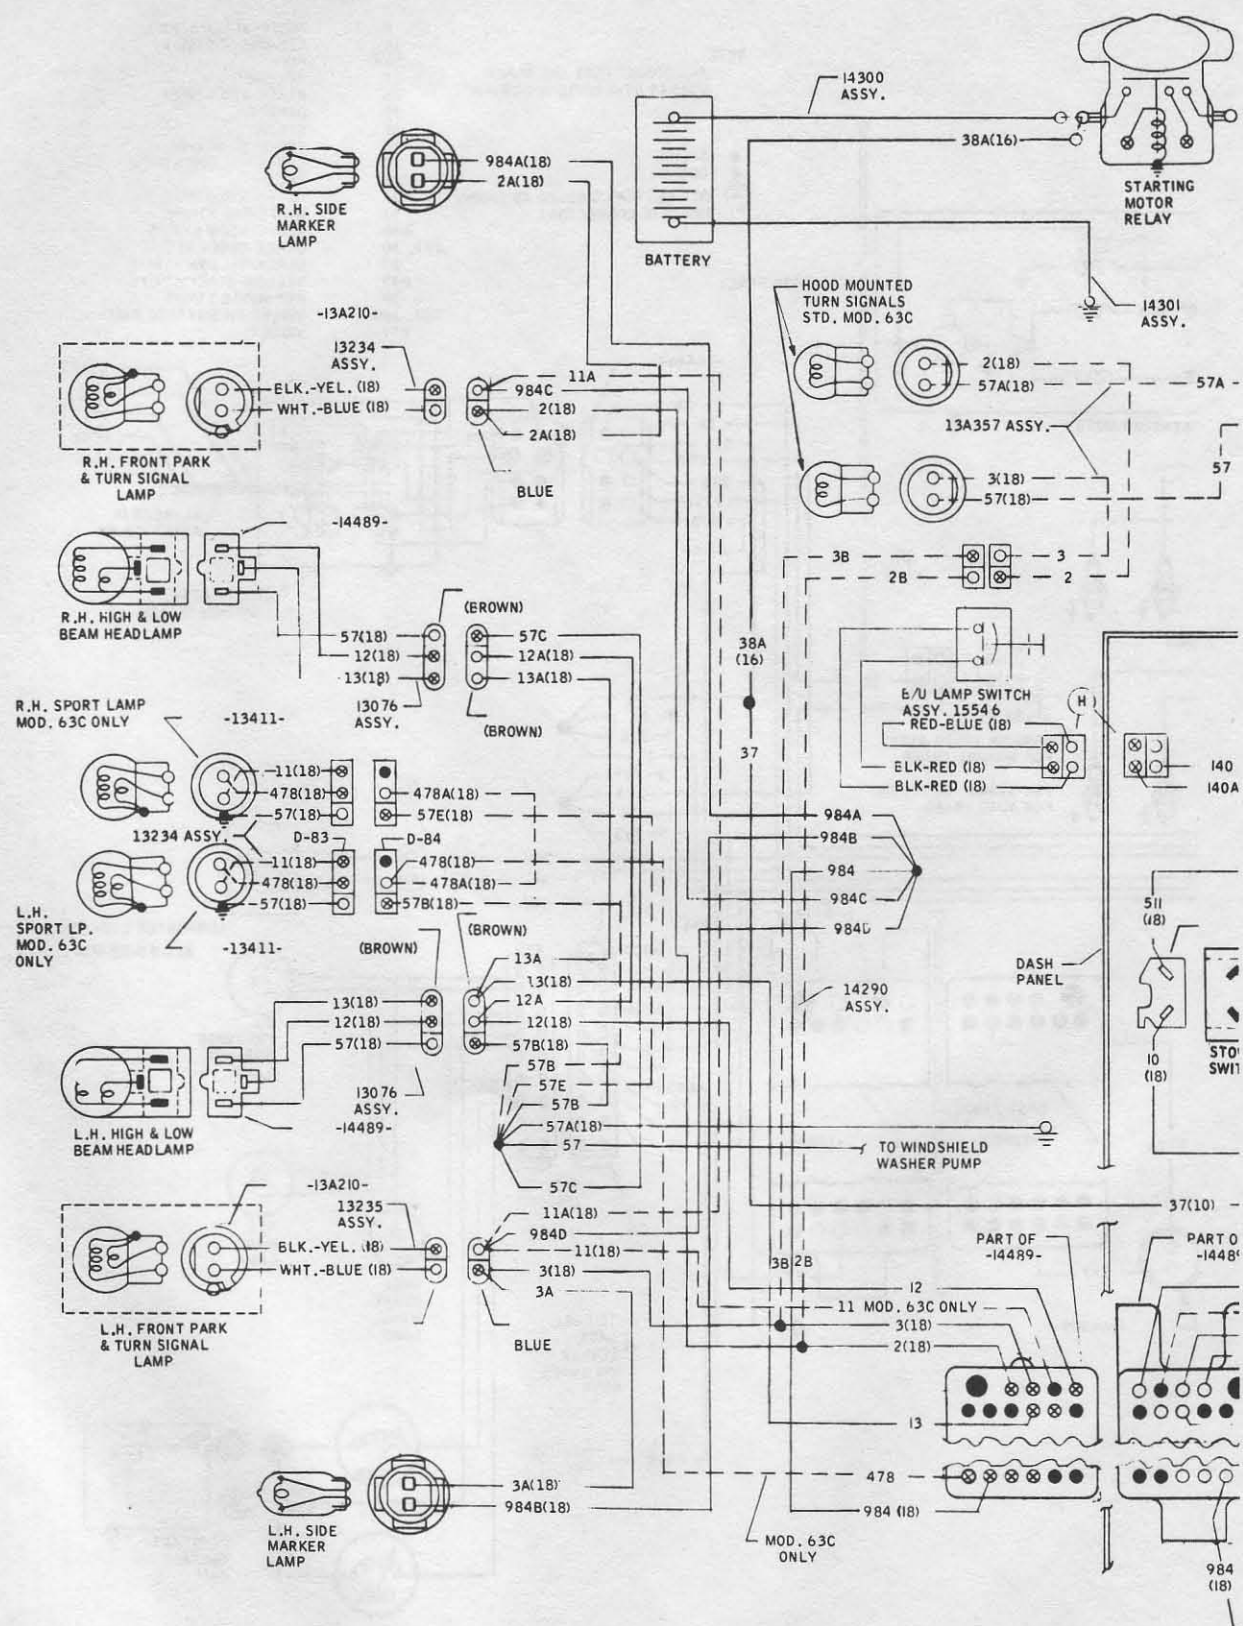 14300
ASSY.
38A(16)
STARTING
MOTOR
RELAY
984A(18)
2A(18)
R.H. SIDE
MARKER
LAMP
BATTERY
14301
ASSY.
HOOD MOUNTED
TURN SIGNALS
STD. MOD. 63C
-13A210-
13234
ASSY.
BLK.-YEL. (18)
WHT.-BLUE (18)
11A
984C
2(18)
2A(18)
BLUE
R.H. FRONT PARK
& TURN SIGNAL
LAMP
2(18)
57A(18)
57A
13A357 ASSY.
3(18)
57(18)
57
-14489-
3B
3
2B
2
R.H. HIGH & LOW
BEAM HEADLAMP
(BROWN)
57(18)
57C
12(18)
12A(18)
13(18)
13A(18)
13076
ASSY.
(BROWN)
38A
(16)
37
B/U LAMP SWITCH
ASSY. 15546
H
RED-BLUE (18)
BLK-RED (18)
BLK-RED (18)
140
140A
R.H. SPORT LAMP
MOD. 63C ONLY
-13411-
11(18)
478(18)
57(18)
478A(18)
57E(18)
13234 ASSY.
D-83
D-84
11(18)
478(18)
57(18)
478(18)
478A(18)
57B(18)
L.H.
SPORT LP.
MOD. 63C
ONLY
-13411-
(BROWN)
(BROWN)
984A
984B
984
984C
984D
511
(18)
DASH
PANEL
14290
ASSY.
10
(18)
13A
13(18)
12A
12(18)
57B(18)
13(18)
12(18)
57(18)
13076
ASSY.
-14489-
L.H. HIGH & LOW
BEAM HEADLAMP
57B
57E
57B
57A(18)
57
57C
TO WINDSHIELD
WASHER PUMP
37(10)
-13A210-
13235
ASSY.
BLK.-YEL. (18)
WHT.-BLUE (18)
11A(18)
984D
11(18)
3(18)
3A
BLUE
L.H. FRONT PARK
& TURN SIGNAL
LAMP
3B
2B
PART OF
-14489-
PART O
-1448
12
11 MOD. 63C ONLY
3(18)
2(18)
13
478
984 (18)
MOD. 63C
ONLY
3A(18)
984B(18)
L.H. SIDE
MARKER
LAMP
STO
SWI
984
(18)